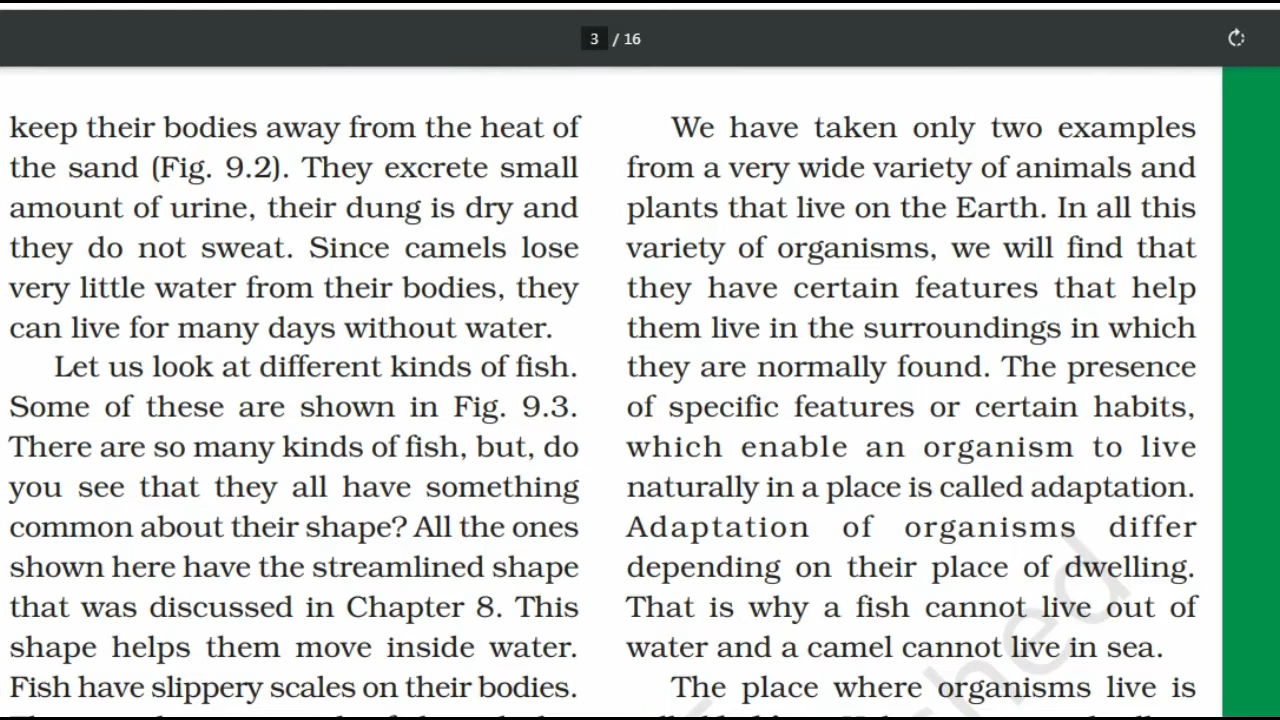 3 / 16
keep their bodies away from the heat of
the sand (Fig. 9.2). They excrete small
amount of urine, their dung is dry and
they do not sweat. Since camels lose
very little water from their bodies, they
can live for many days without water.
Let us look at different kinds of fish.
Some of these are shown in Fig. 9.3.
There are so many kinds of fish, but, do
you see that they all have something
common about their shape? All the ones
shown here have the streamlined shape
that was discussed in Chapter 8. This
shape helps them move inside water.
Fish have slippery scales on their bodies.
We have taken only two examples
from a very wide variety of animals and
plants that live on the Earth. In all this
variety of organisms, we will find that
they have certain features that help
them live in the surroundings in which
they are normally found. The presence
of specific features or certain habits,
which enable an organism to live
naturally in a place is called adaptation.
Adaptation of organisms differ
depending on their place of dwelling.
That is why a fish cannot live out of
water and a camel cannot live in sea.
The place where organisms live is